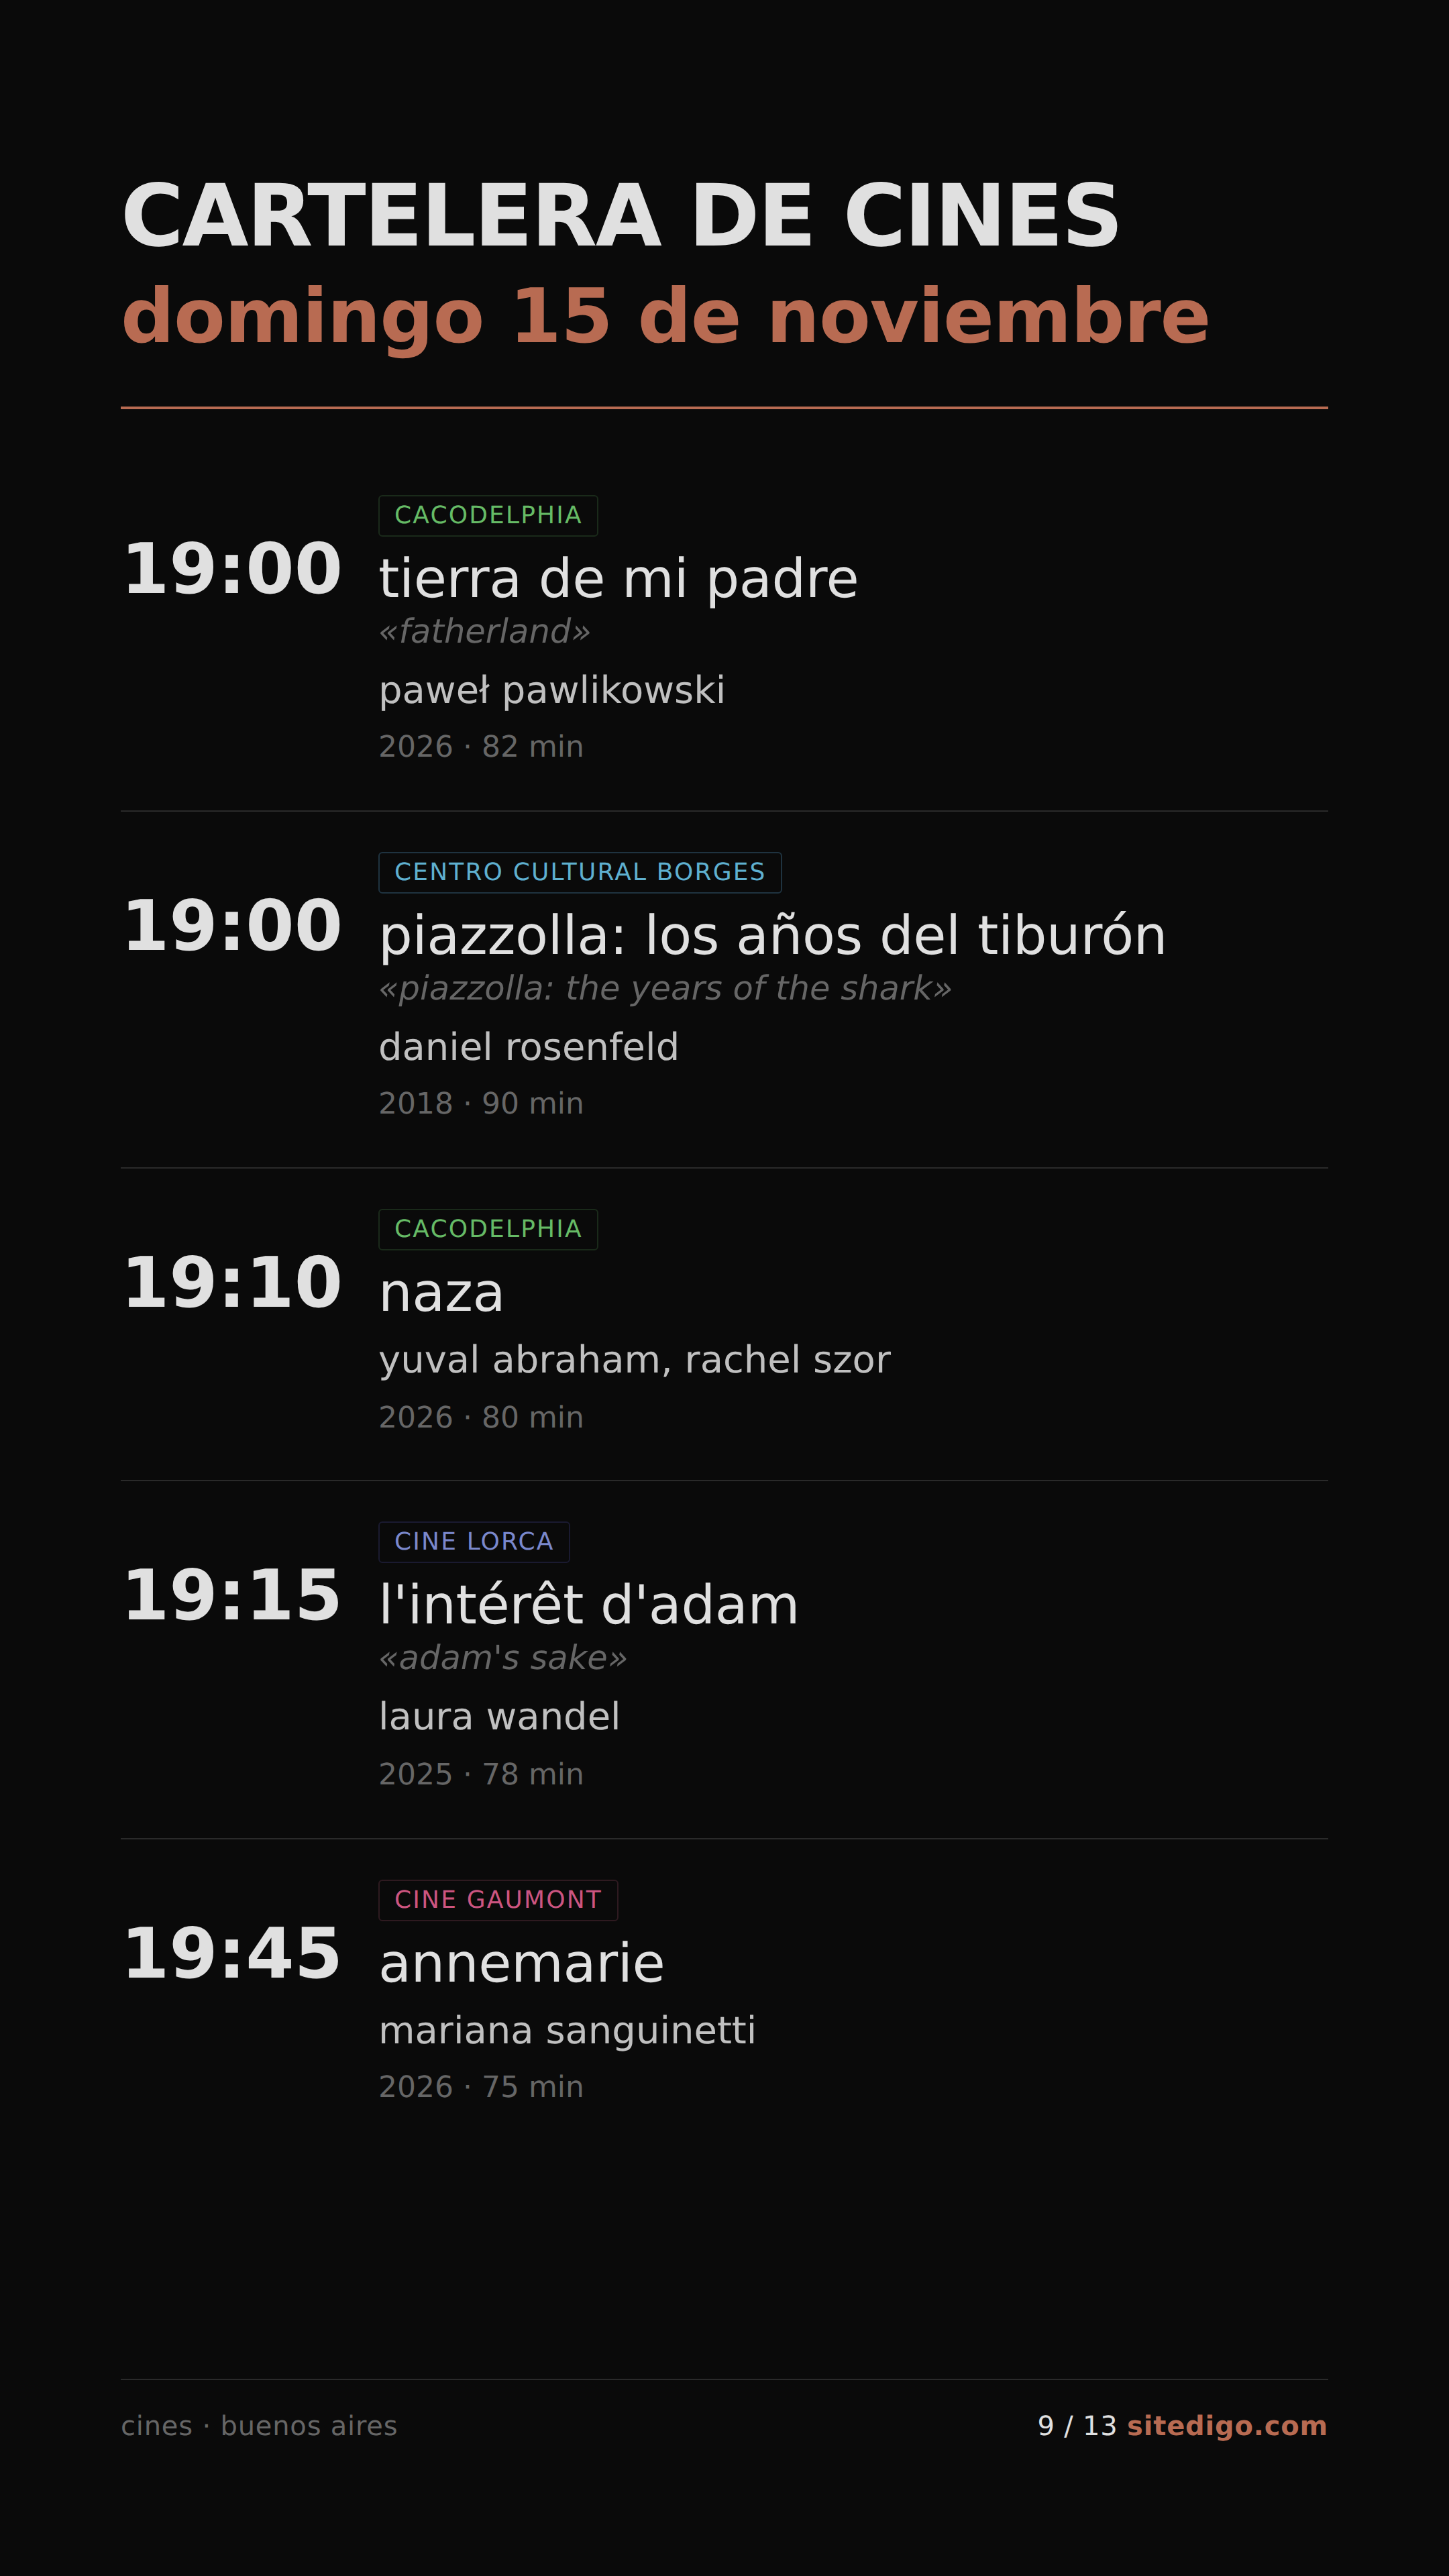 CARTELERA DE CINES
domingo 15 de noviembre
CACODELPHIA
19:00 tierra de mi padre
«fatherland»
paweł pawlikowski
2026 · 82 min
CENTRO CULTURAL BORGES
19:00 piazzolla: los años del tiburón
«piazzolla: the years of the shark»
daniel rosenfeld
2018 · 90 min
CACODELPHIA
19:10 naza
yuval abraham, rachel szor
2026 · 80 min
CINE LORCA
19:15 l'intérêt d'adam
«adam's sake»
laura wandel
2025 · 78 min
CINE GAUMONT
19:45 annemarie
mariana sanguinetti
2026 · 75 min
cines · buenos aires 9 / 13 sitedigo.com